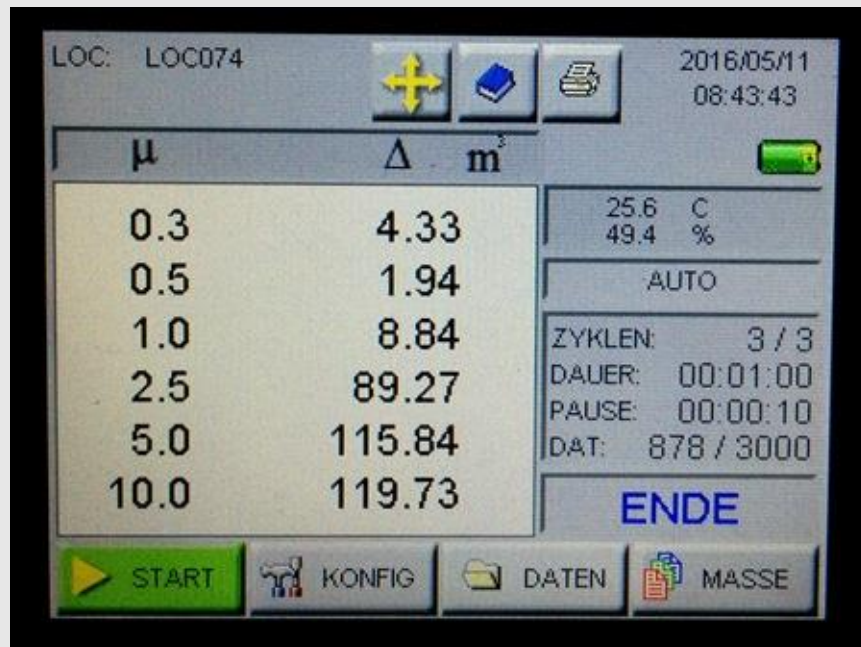 LOC: LOC074
2016/05/11
08:43:43
µ Δ m³
0.3 4.33
0.5 1.94
1.0 8.84
2.5 89.27
5.0 115.84
10.0 119.73
25.6 C
49.4 %
AUTO
ZYKLEN: 3 / 3
DAUER: 00:01:00
PAUSE: 00:00:10
DAT: 878 / 3000
ENDE
START KONFIG DATEN MASSE